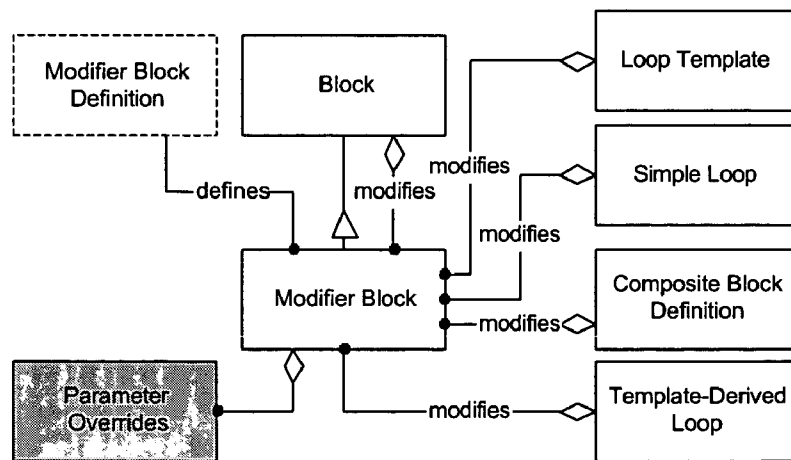 Modifier Block
Definition
Block
Loop Template
Simple Loop
Composite Block
Definition
Template-Derived
Loop
Modifier Block
Parameter
Overrides
defines
modifies
modifies
modifies
modifies
modifies